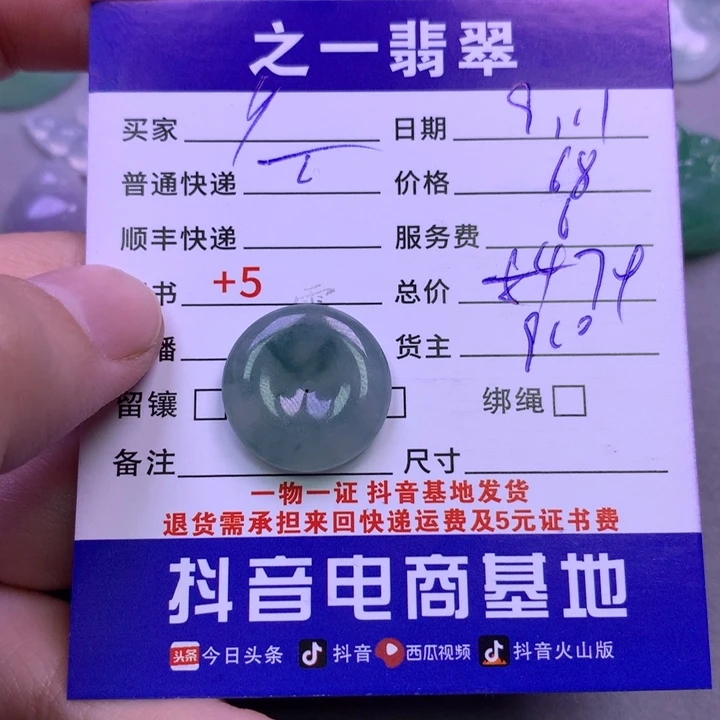 之一翡翠
买家 日期
普通快递 价格 68
顺丰快递 服务费 6
书 +5 总价 474
播 货主
留镶 绑绳
备注 尺寸
一物一证 抖音基地发货
退货需承担来回快递运费及5元证书费
抖音电商基地
头条 今日头条 抖音 西瓜视频 抖音火山版